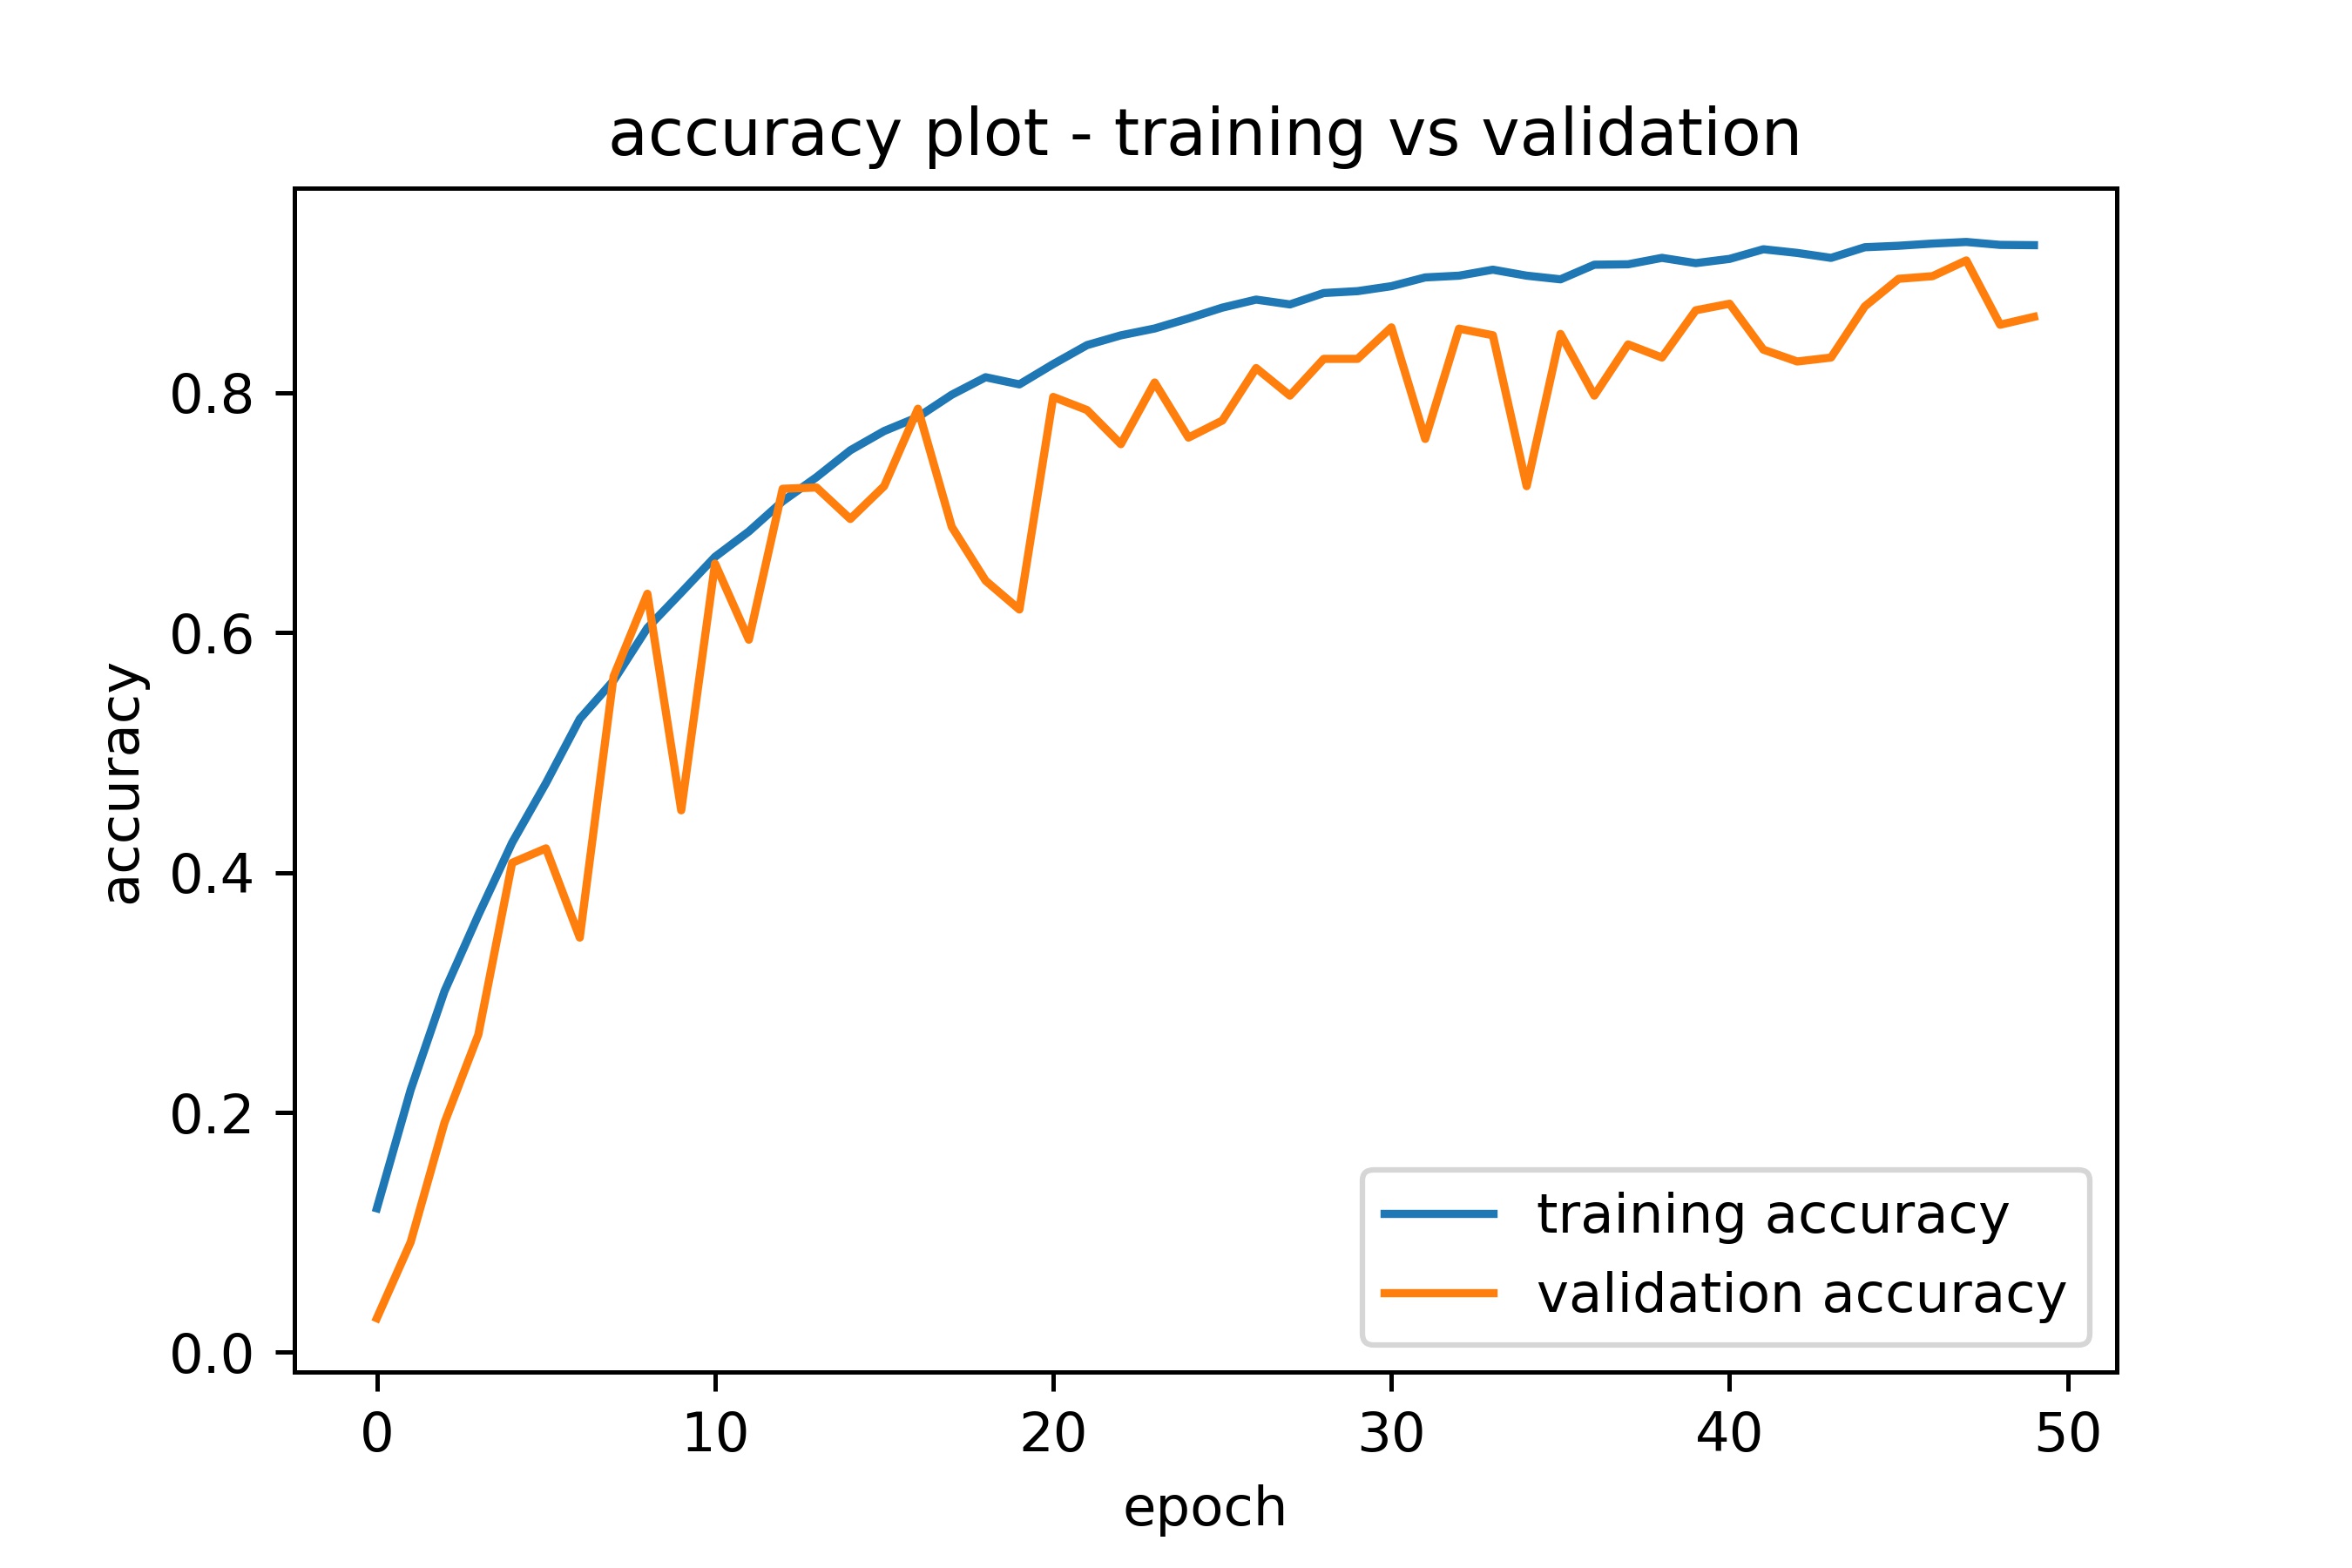 accuracy plot - training vs validation
accuracy
0.8
0.6
0.4
0.2
0.0
0 10 20 30 40 50
epoch
training accuracy
validation accuracy